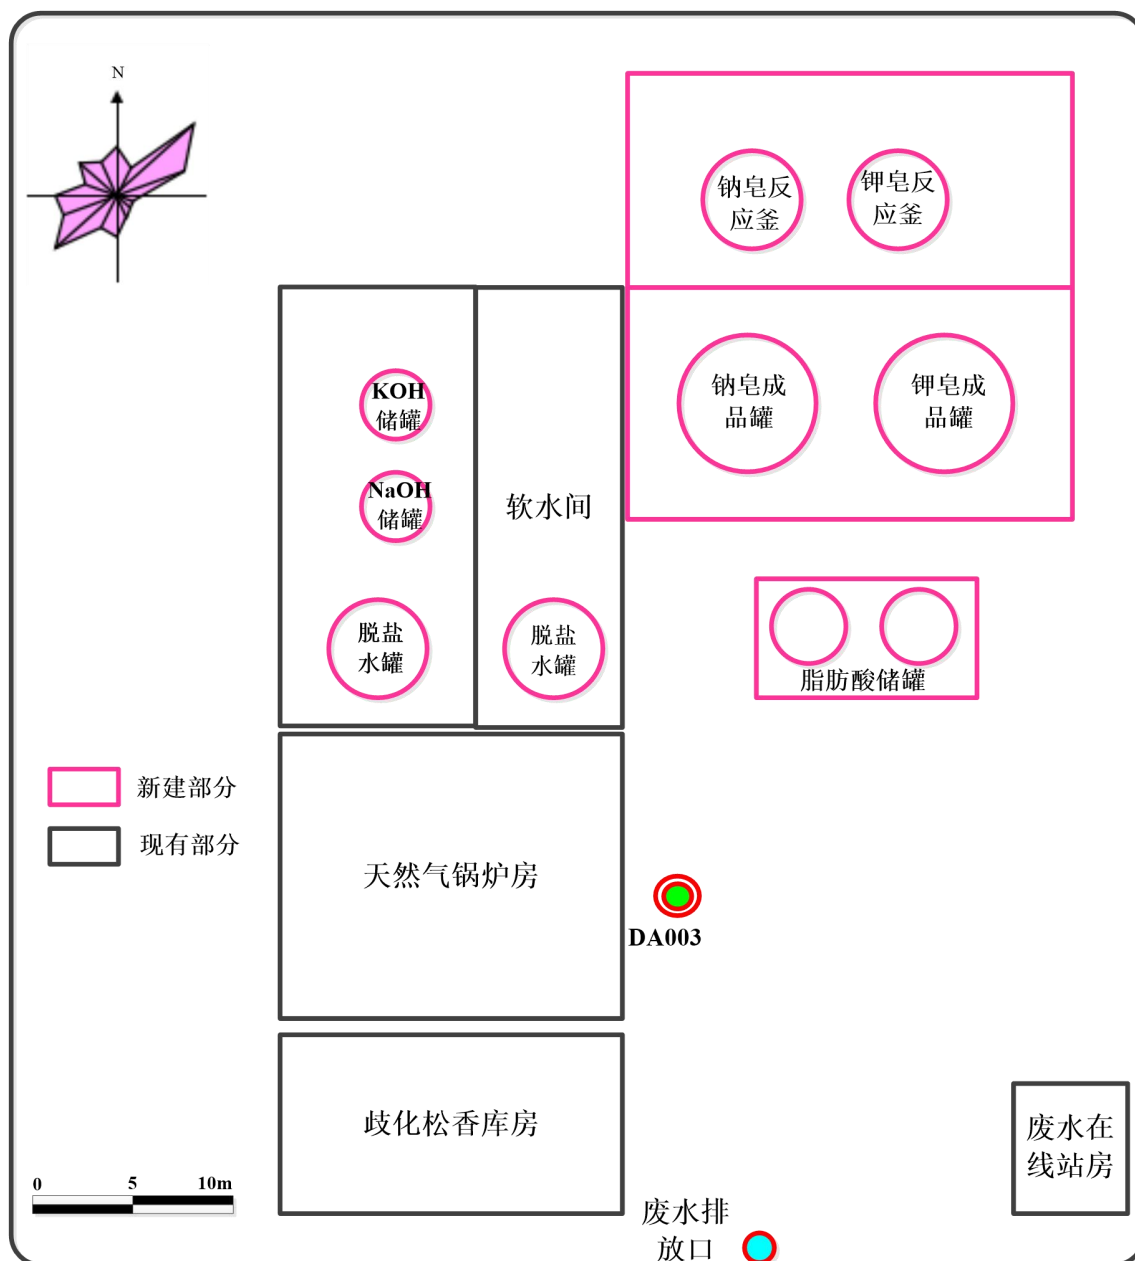 N
钠皂反
应釜
钾皂反
应釜
KOH
储罐
钠皂成
品罐
钾皂成
品罐
NaOH
储罐
软水间
脱盐
水罐
脱盐
水罐
脂肪酸储罐
新建部分
现有部分
天然气锅炉房
DA003
歧化松香库房
废水在
线站房
0 5 10m
废水排
放口